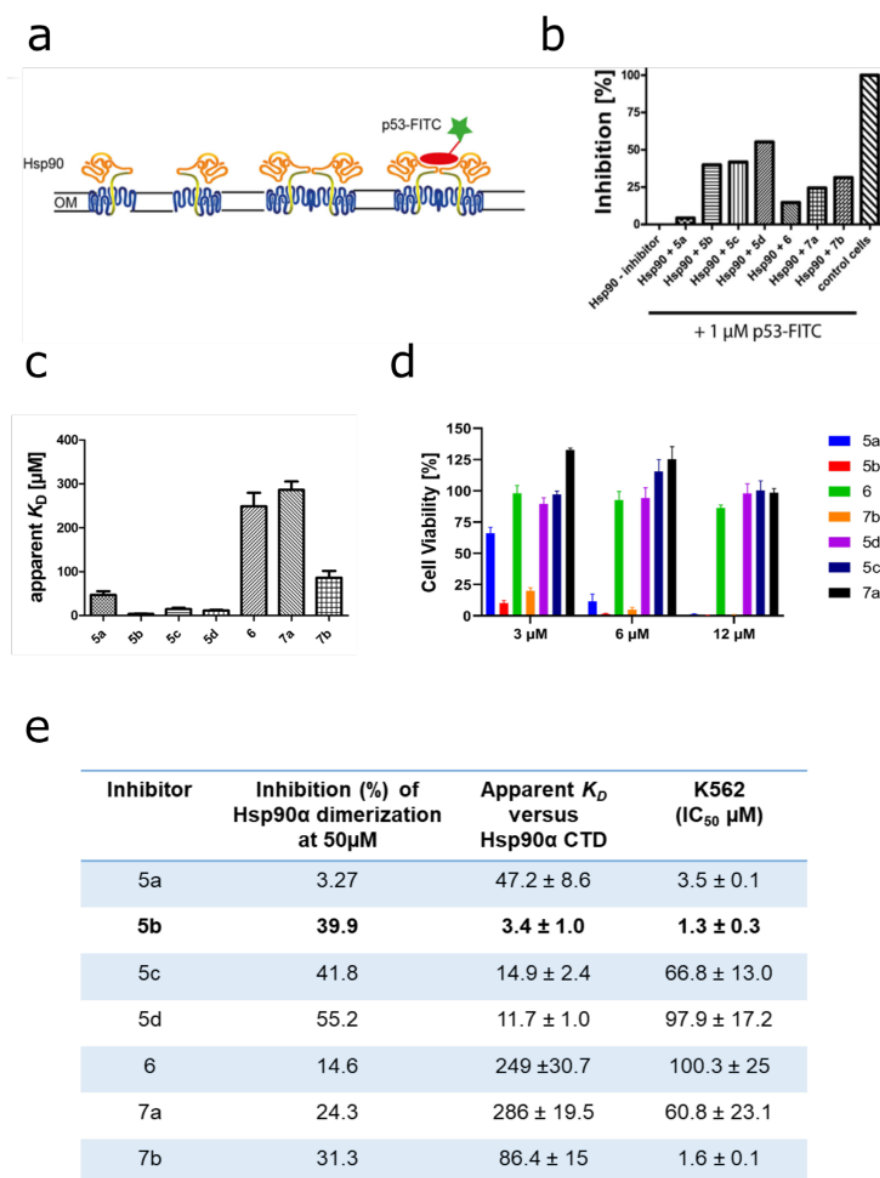 a
p53-FITC
Hsp90
OM
b
Inhibition [%]
100
75
50
25
0
Hsp90 - inhibitor
Hsp90 + 5a
Hsp90 + 5b
Hsp90 + 5c
Hsp90 + 5d
Hsp90 + 6
Hsp90 + 7a
Hsp90 + 7b
control cells
+ 1 μM p53-FITC
c
apparent KD [μM]
400
300
200
100
0
5a
5b
5c
5d
6
7a
7b
d
Cell Viability [%]
150
125
100
75
50
25
0
3 μM
6 μM
12 μM
5a
5b
6
7b
5d
5c
7a
e
Inhibitor Inhibition (%) of Apparent KD K562
Hsp90α dimerization versus (IC50 μM)
at 50μM Hsp90α CTD
5a 3.27 47.2 ± 8.6 3.5 ± 0.1
5b 39.9 3.4 ± 1.0 1.3 ± 0.3
5c 41.8 14.9 ± 2.4 66.8 ± 13.0
5d 55.2 11.7 ± 1.0 97.9 ± 17.2
6 14.6 249 ±30.7 100.3 ± 25
7a 24.3 286 ± 19.5 60.8 ± 23.1
7b 31.3 86.4 ± 15 1.6 ± 0.1